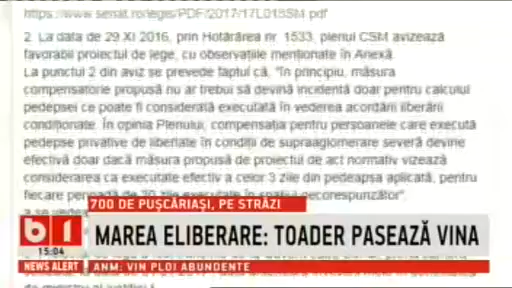 https://www.senat.ro/legis/PDF/2017/17L018SM.pdf
2. La data de 29 XI 2016, prin Hotărârea nr. 1533, plenul CSM avizează
favorabil proiectul de lege, cu observațiile menționate în Anexă.
La punctul 2 din aviz se prevede faptul că, "în principiu, măsura
compensatorie propusă nu ar trebui să devină incidentă doar pentru calculul
pedepsei ce poate fi considerată executată în vederea acordării liberării
condiționate. În opinia Plenului, compensația pentru persoanele care execută
pedepse privative de libertate în condiții de supraaglomerare severă devine
efectivă doar dacă măsura propusă de proiectul de act normativ vizează
considerarea ca executate efectiv a celor 3 zile din pedeapsa aplicată, pentru
fiecare perioadă de 30 zile executate în spații necorespunzător"
700 DE PUȘCĂRIAȘI, PE STRĂZI
B1
MAREA ELIBERARE: TOADER PASEAZĂ VINA
15:04
NEWS ALERT
ANM: VIN PLOI ABUNDENTE